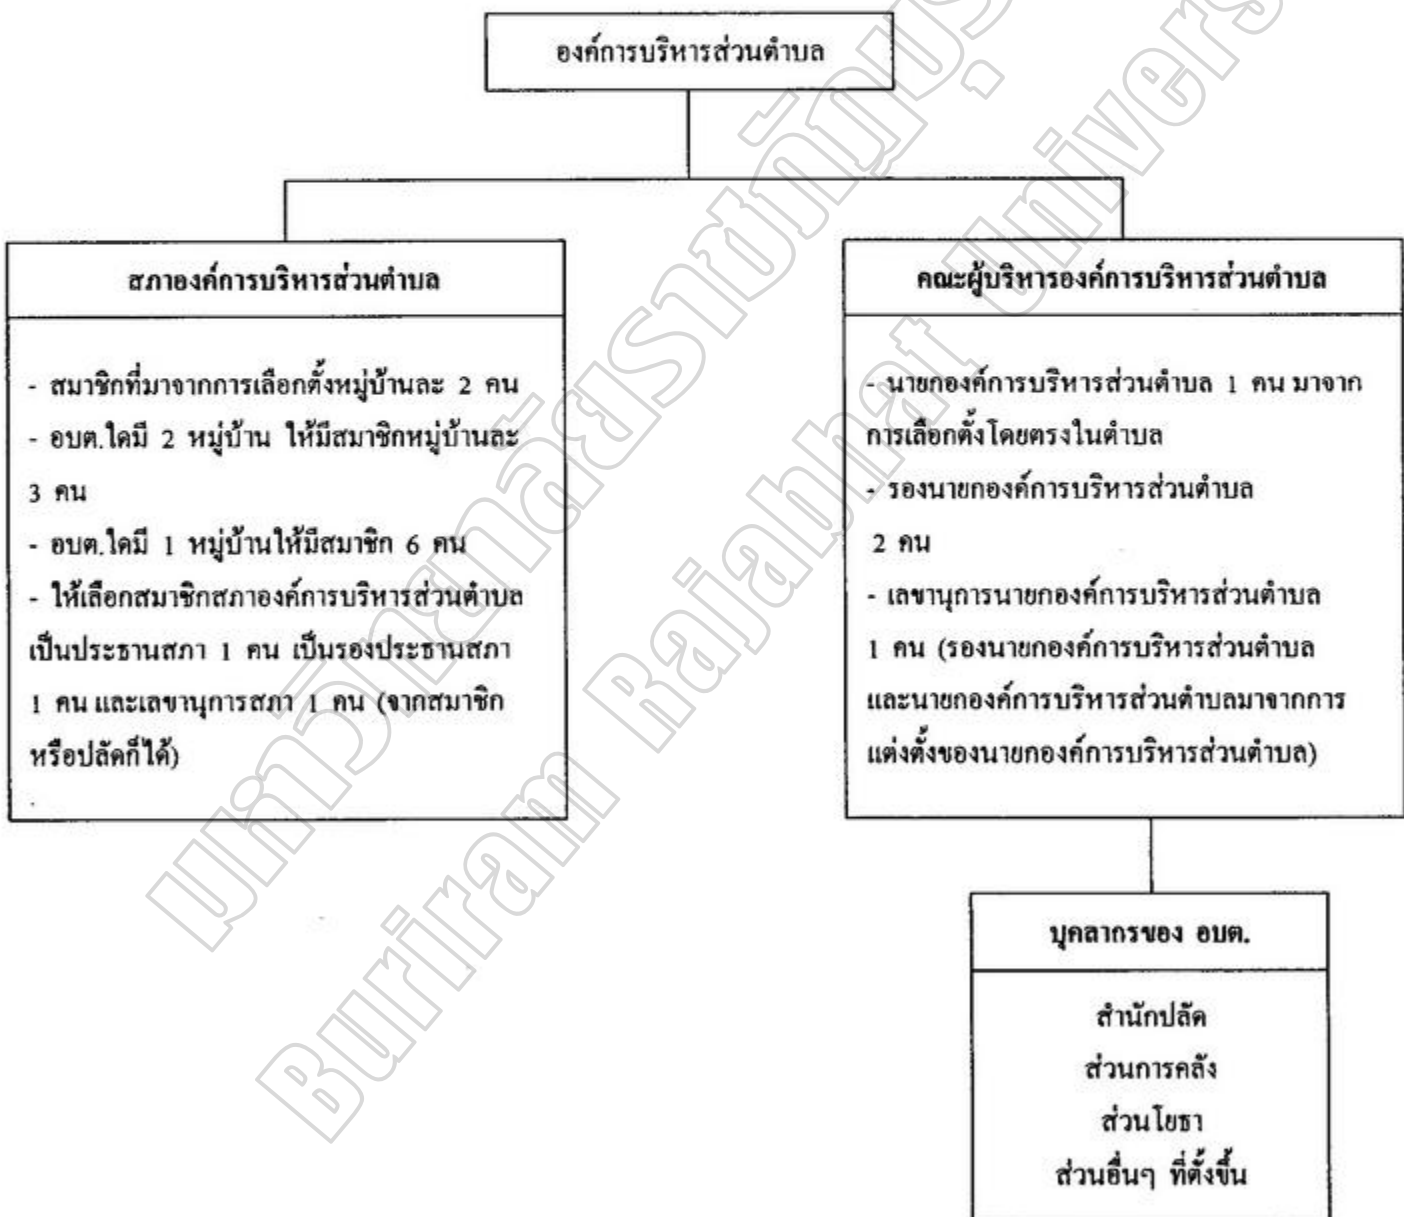 องค์การบริหารส่วนตำบล
สภาองค์การบริหารส่วนตำบล
- สมาชิกที่มาจากการเลือกตั้งหมู่บ้านละ 2 คน
- อบต.ใดมี 2 หมู่บ้าน ให้มีสมาชิกหมู่บ้านละ
3 คน
- อบต.ใดมี 1 หมู่บ้านให้มีสมาชิก 6 คน
- ให้เลือกสมาชิกสภาองค์การบริหารส่วนตำบล
เป็นประธานสภา 1 คน เป็นรองประธานสภา
1 คน และเลขานุการสภา 1 คน (จากสมาชิก
หรือปลัดก็ได้)
คณะผู้บริหารองค์การบริหารส่วนตำบล
- นายกองค์การบริหารส่วนตำบล 1 คน มาจาก
การเลือกตั้งโดยตรงในตำบล
- รองนายกองค์การบริหารส่วนตำบล
2 คน
- เลขานุการนายกองค์การบริหารส่วนตำบล
1 คน (รองนายกองค์การบริหารส่วนตำบล
และนายกองค์การบริหารส่วนตำบลมาจากการ
แต่งตั้งของนายกองค์การบริหารส่วนตำบล)
บุคลากรของ อบต.
สำนักปลัด
ส่วนการคลัง
ส่วนโยธา
ส่วนอื่นๆ ที่ตั้งขึ้น
Buriram Rajabhat